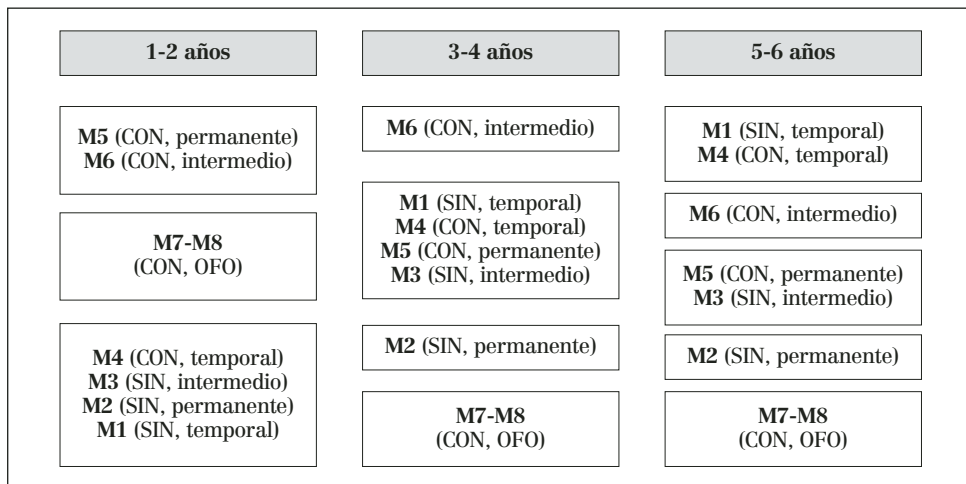 1-2 años
M5 (CON, permanente)
M6 (CON, intermedio)
M7-M8
(CON, OFO)
M4 (CON, temporal)
M3 (SIN, intermedio)
M2 (SIN, permanente)
M1 (SIN, temporal)
3-4 años
M6 (CON, intermedio)
M1 (SIN, temporal)
M4 (CON, temporal)
M5 (CON, permanente)
M3 (SIN, intermedio)
M2 (SIN, permanente)
M7-M8
(CON, OFO)
5-6 años
M1 (SIN, temporal)
M4 (CON, temporal)
M6 (CON, intermedio)
M5 (CON, permanente)
M3 (SIN, intermedio)
M2 (SIN, permanente)
M7-M8
(CON, OFO)